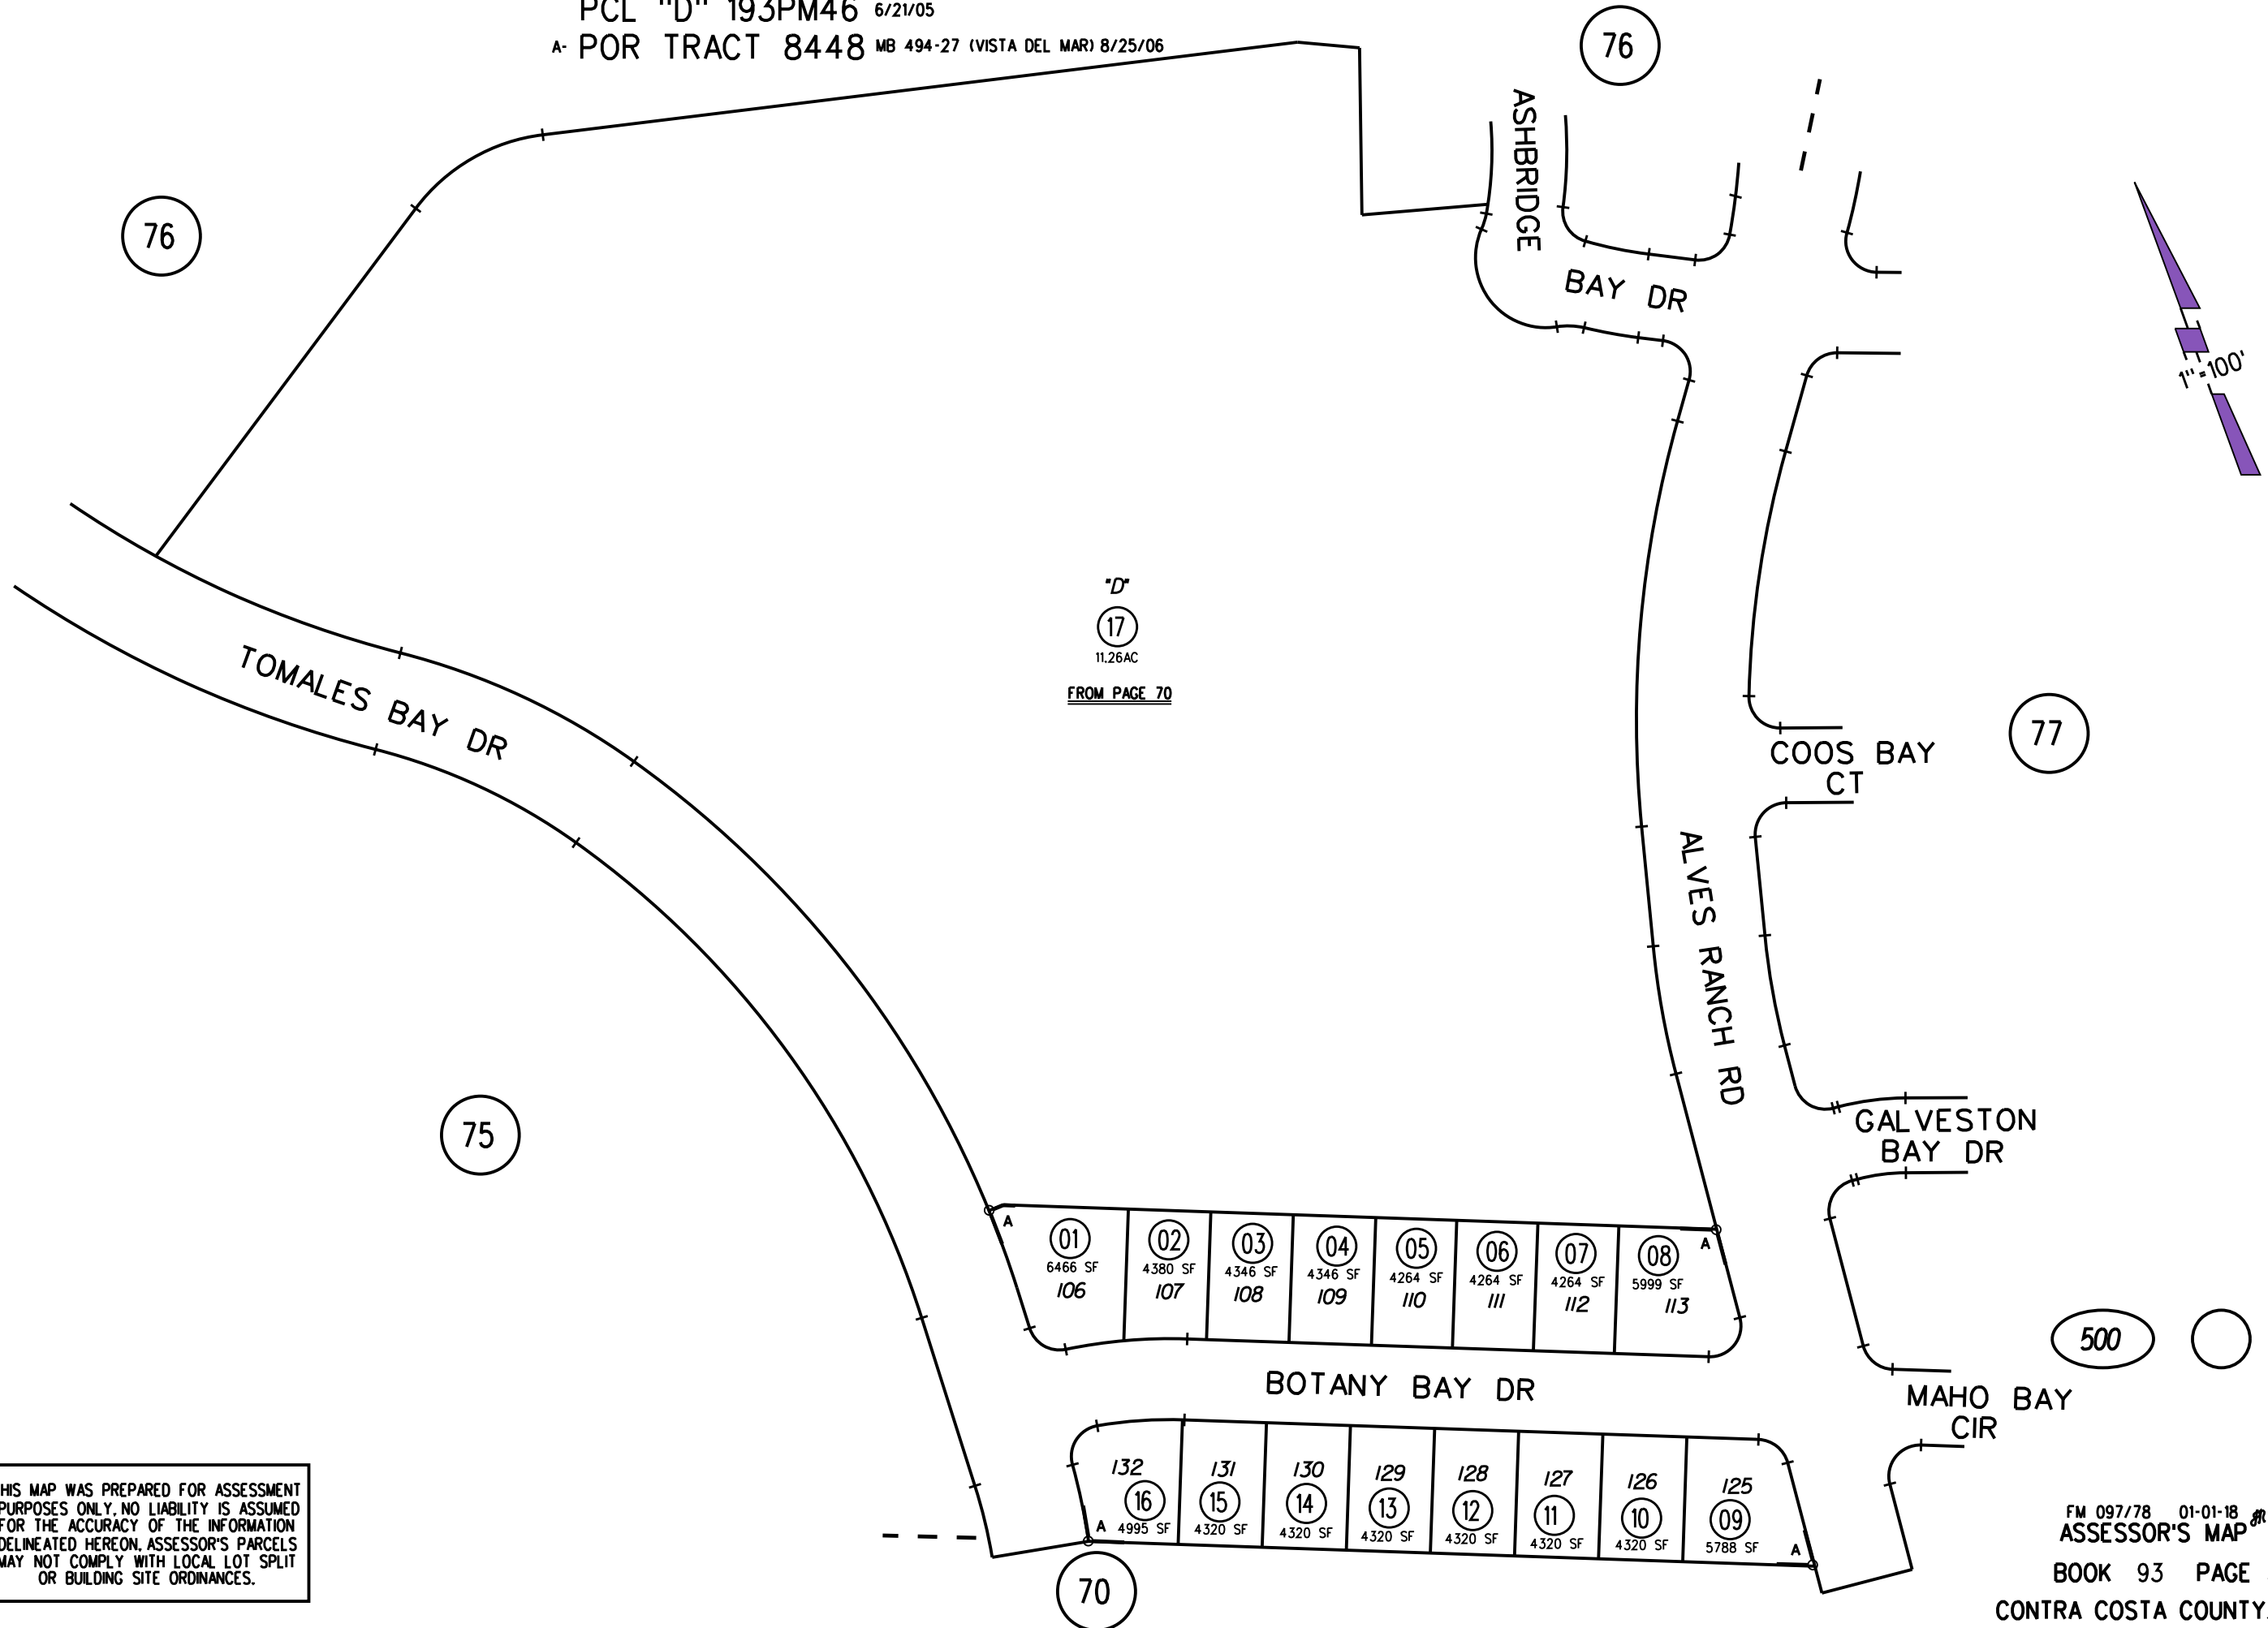 PCL "D" 193PM46 6/21/05
A- POR TRACT 8448 MB 494-27 (VISTA DEL MAR) 8/25/06
76
76
ASHBRIDGE
BAY DR
1"=100'
"D"
17
11.26AC
FROM PAGE 70
TOMALES BAY DR
77
COOS BAY
CT
ALVES RANCH RD
GALVESTON
BAY DR
75
A
A
01
6466 SF
106
02
4380 SF
107
03
4346 SF
108
04
4346 SF
109
05
4264 SF
110
06
4264 SF
111
07
4264 SF
112
08
5999 SF
113
500
BOTANY BAY DR
MAHO BAY
CIR
132
16
4995 SF
131
15
4320 SF
130
14
4320 SF
129
13
4320 SF
128
12
4320 SF
127
11
4320 SF
126
10
4320 SF
125
09
5788 SF
A
A
70
HIS MAP WAS PREPARED FOR ASSESSMENT
PURPOSES ONLY. NO LIABILITY IS ASSUMED
FOR THE ACCURACY OF THE INFORMATION
DELINEATED HEREON. ASSESSOR'S PARCELS
MAY NOT COMPLY WITH LOCAL LOT SPLIT
OR BUILDING SITE ORDINANCES.
FM 097/78 01-01-18
ASSESSOR'S MAP
BOOK 93 PAGE
CONTRA COSTA COUNTY